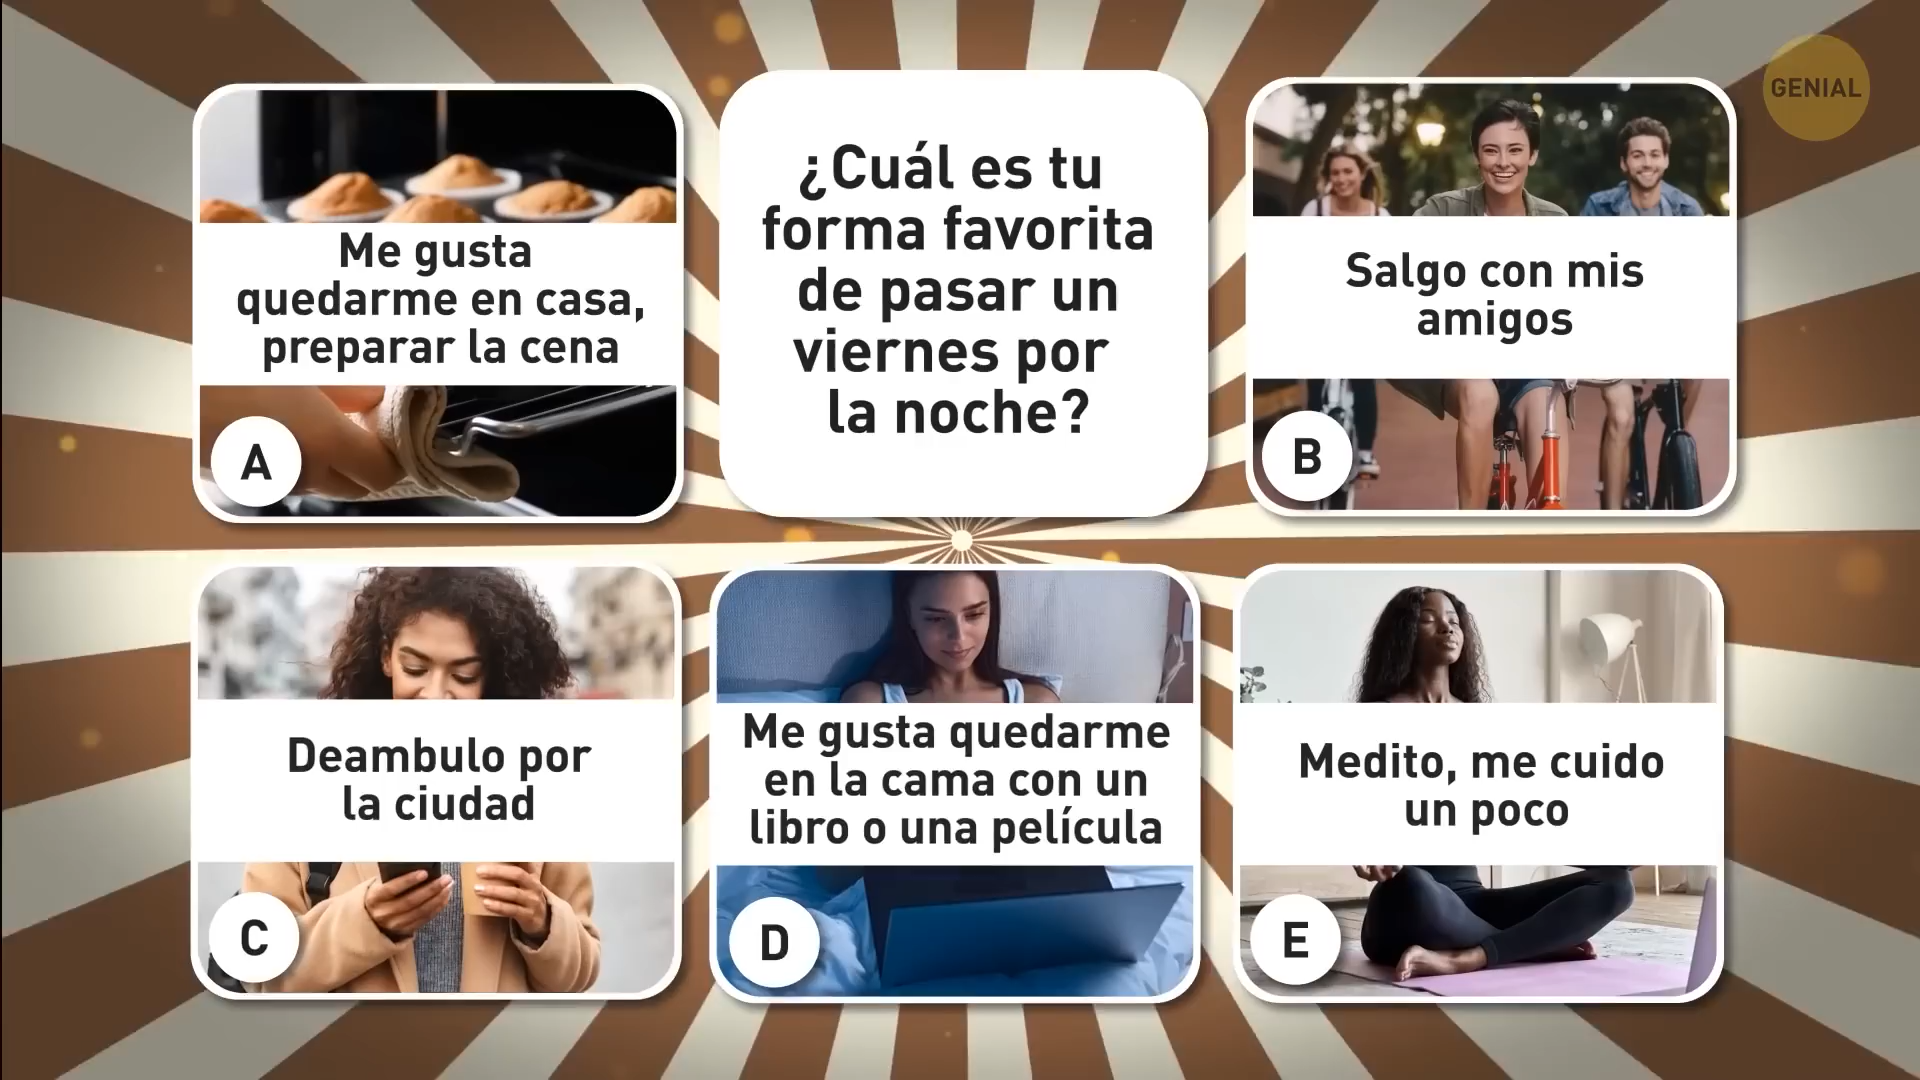 ¿Cuál es tu
forma favorita
de pasar un
viernes por
la noche?
Me gusta
quedarme en casa,
preparar la cena
A
Salgo con mis
amigos
B
GENIAL
Deambulo por
la ciudad
C
Me gusta quedarme
en la cama con un
libro o una película
D
Medito, me cuido
un poco
E